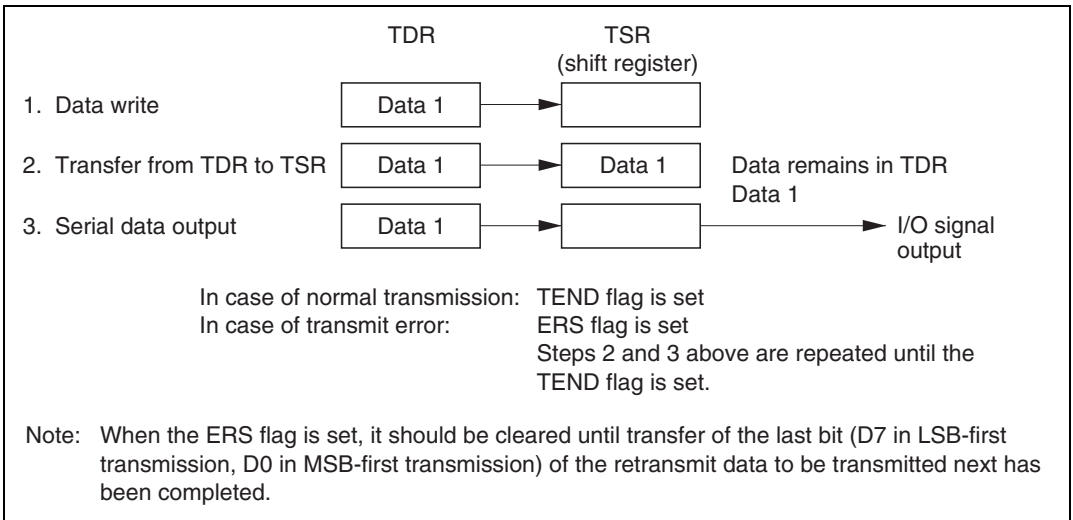 TDR TSR
(shift register)
1. Data write Data 1
2. Transfer from TDR to TSR Data 1 Data 1 Data remains in TDR
Data 1
3. Serial data output Data 1 I/O signal
output
In case of normal transmission: TEND flag is set
In case of transmit error: ERS flag is set
Steps 2 and 3 above are repeated until the
TEND flag is set.
Note: When the ERS flag is set, it should be cleared until transfer of the last bit (D7 in LSB-first
transmission, D0 in MSB-first transmission) of the retransmit data to be transmitted next has
been completed.